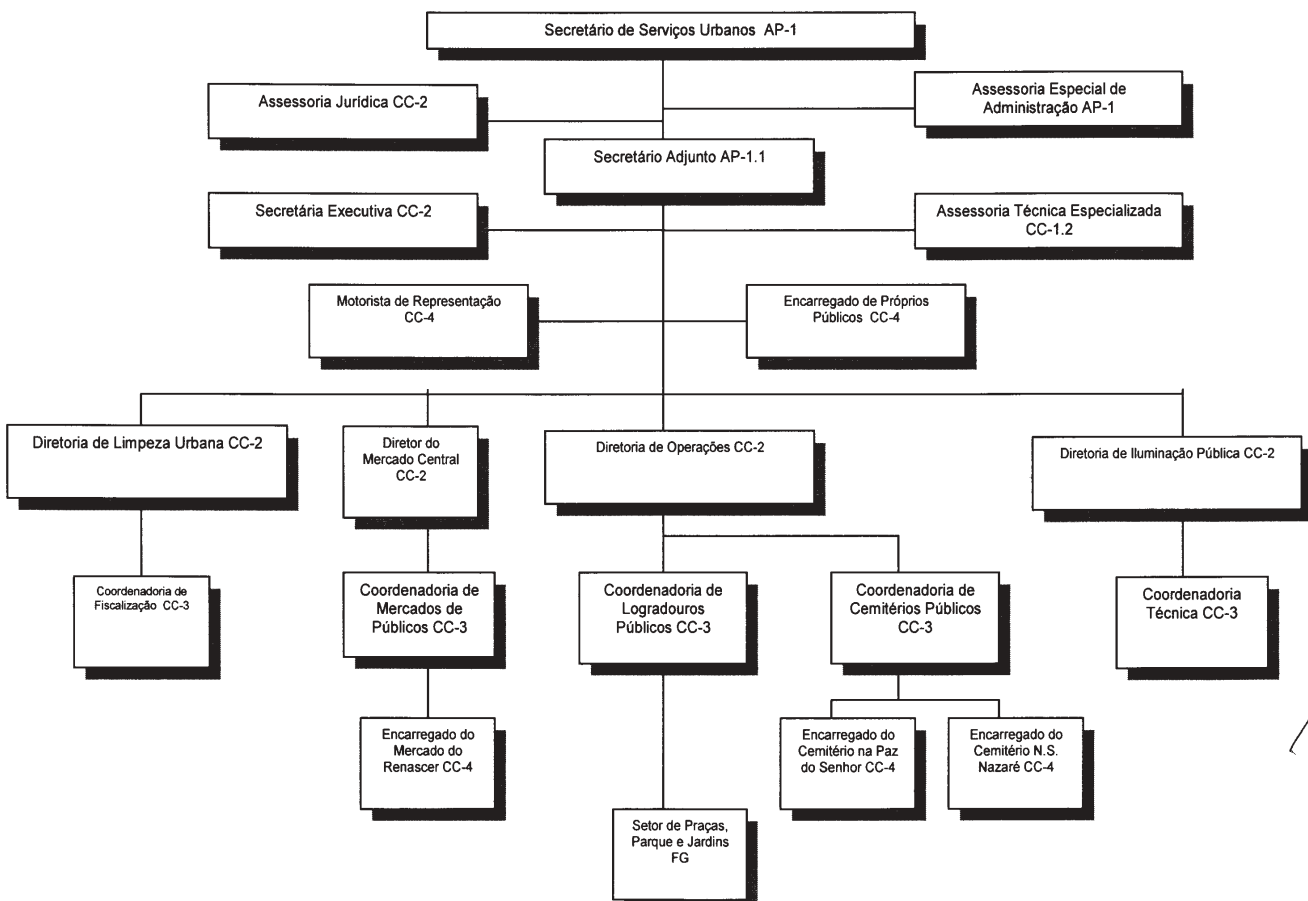 Secretário de Serviços Urbanos AP-1
Assessoria Jurídica CC-2
Assessoria Especial de
Administração AP-1
Secretário Adjunto AP-1.1
Secretária Executiva CC-2
Assessoria Técnica Especializada
CC-1.2
Motorista de Representação
CC-4
Encarregado de Próprios
Públicos CC-4
Diretoria de Limpeza Urbana CC-2
Diretor do
Mercado Central
CC-2
Diretoria de Operações CC-2
Diretoria de Iluminação Pública CC-2
Coordenadoria de
Fiscalização CC-3
Coordenadoria de
Mercados de
Públicos CC-3
Coordenadoria de
Logradouros
Públicos CC-3
Coordenadoria de
Cemitérios Públicos
CC-3
Coordenadoria
Técnica CC-3
Encarregado do
Mercado do
Renascer CC-4
Encarregado do
Cemitério na Paz
do Senhor CC-4
Encarregado do
Cemitério N.S.
Nazaré CC-4
Setor de Praças,
Parque e Jardins
FG